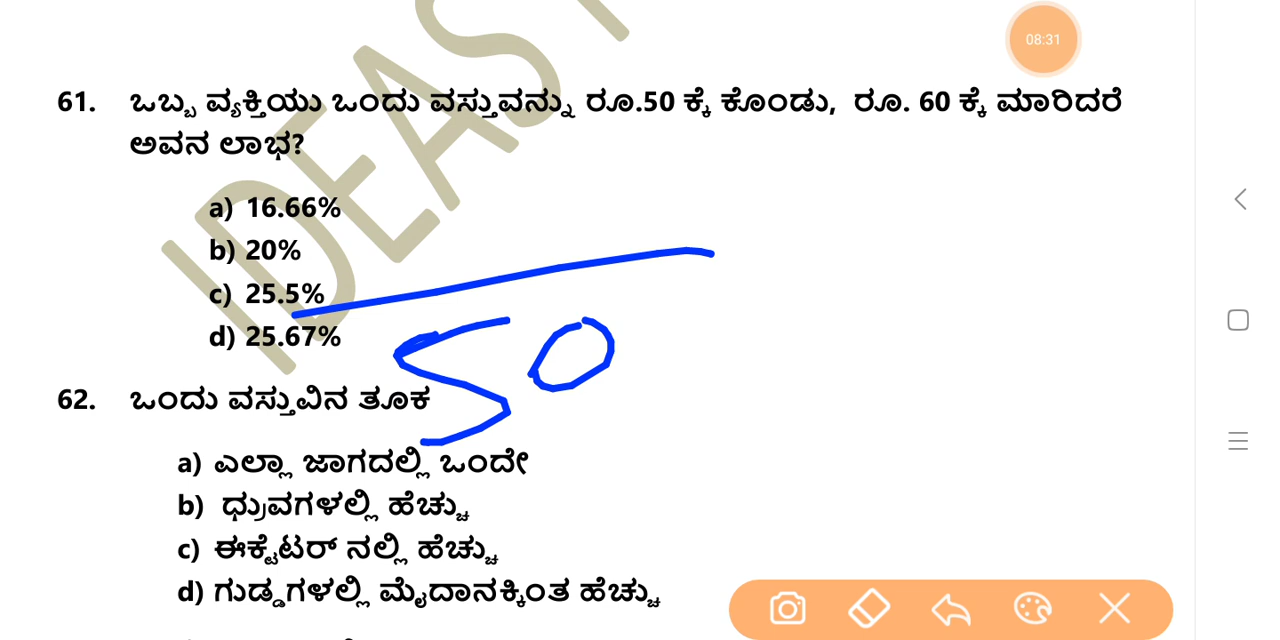 08:31
61. ಒಬ್ಬ ವ್ಯಕ್ತಿಯು ಒಂದು ವಸ್ತುವನ್ನು ರೂ.50 ಕ್ಕೆ ಕೊಂಡು, ರೂ. 60 ಕ್ಕೆ ಮಾರಿದರೆ
ಅವನ ಲಾಭ?
a) 16.66%
b) 20%
c) 25.5%
d) 25.67%
50
62. ಒಂದು ವಸ್ತುವಿನ ತೂಕ
a) ಎಲ್ಲಾ ಜಾಗದಲ್ಲಿ ಒಂದೇ
b) ಧ್ರುವಗಳಲ್ಲಿ ಹೆಚ್ಚು
c) ಈಕ್ಟೆಟರ್ ನಲ್ಲಿ ಹೆಚ್ಚು
d) ಗುಡ್ಡಗಳಲ್ಲಿ ಮೈದಾನಕ್ಕಿಂತ ಹೆಚ್ಚು
IDEAS